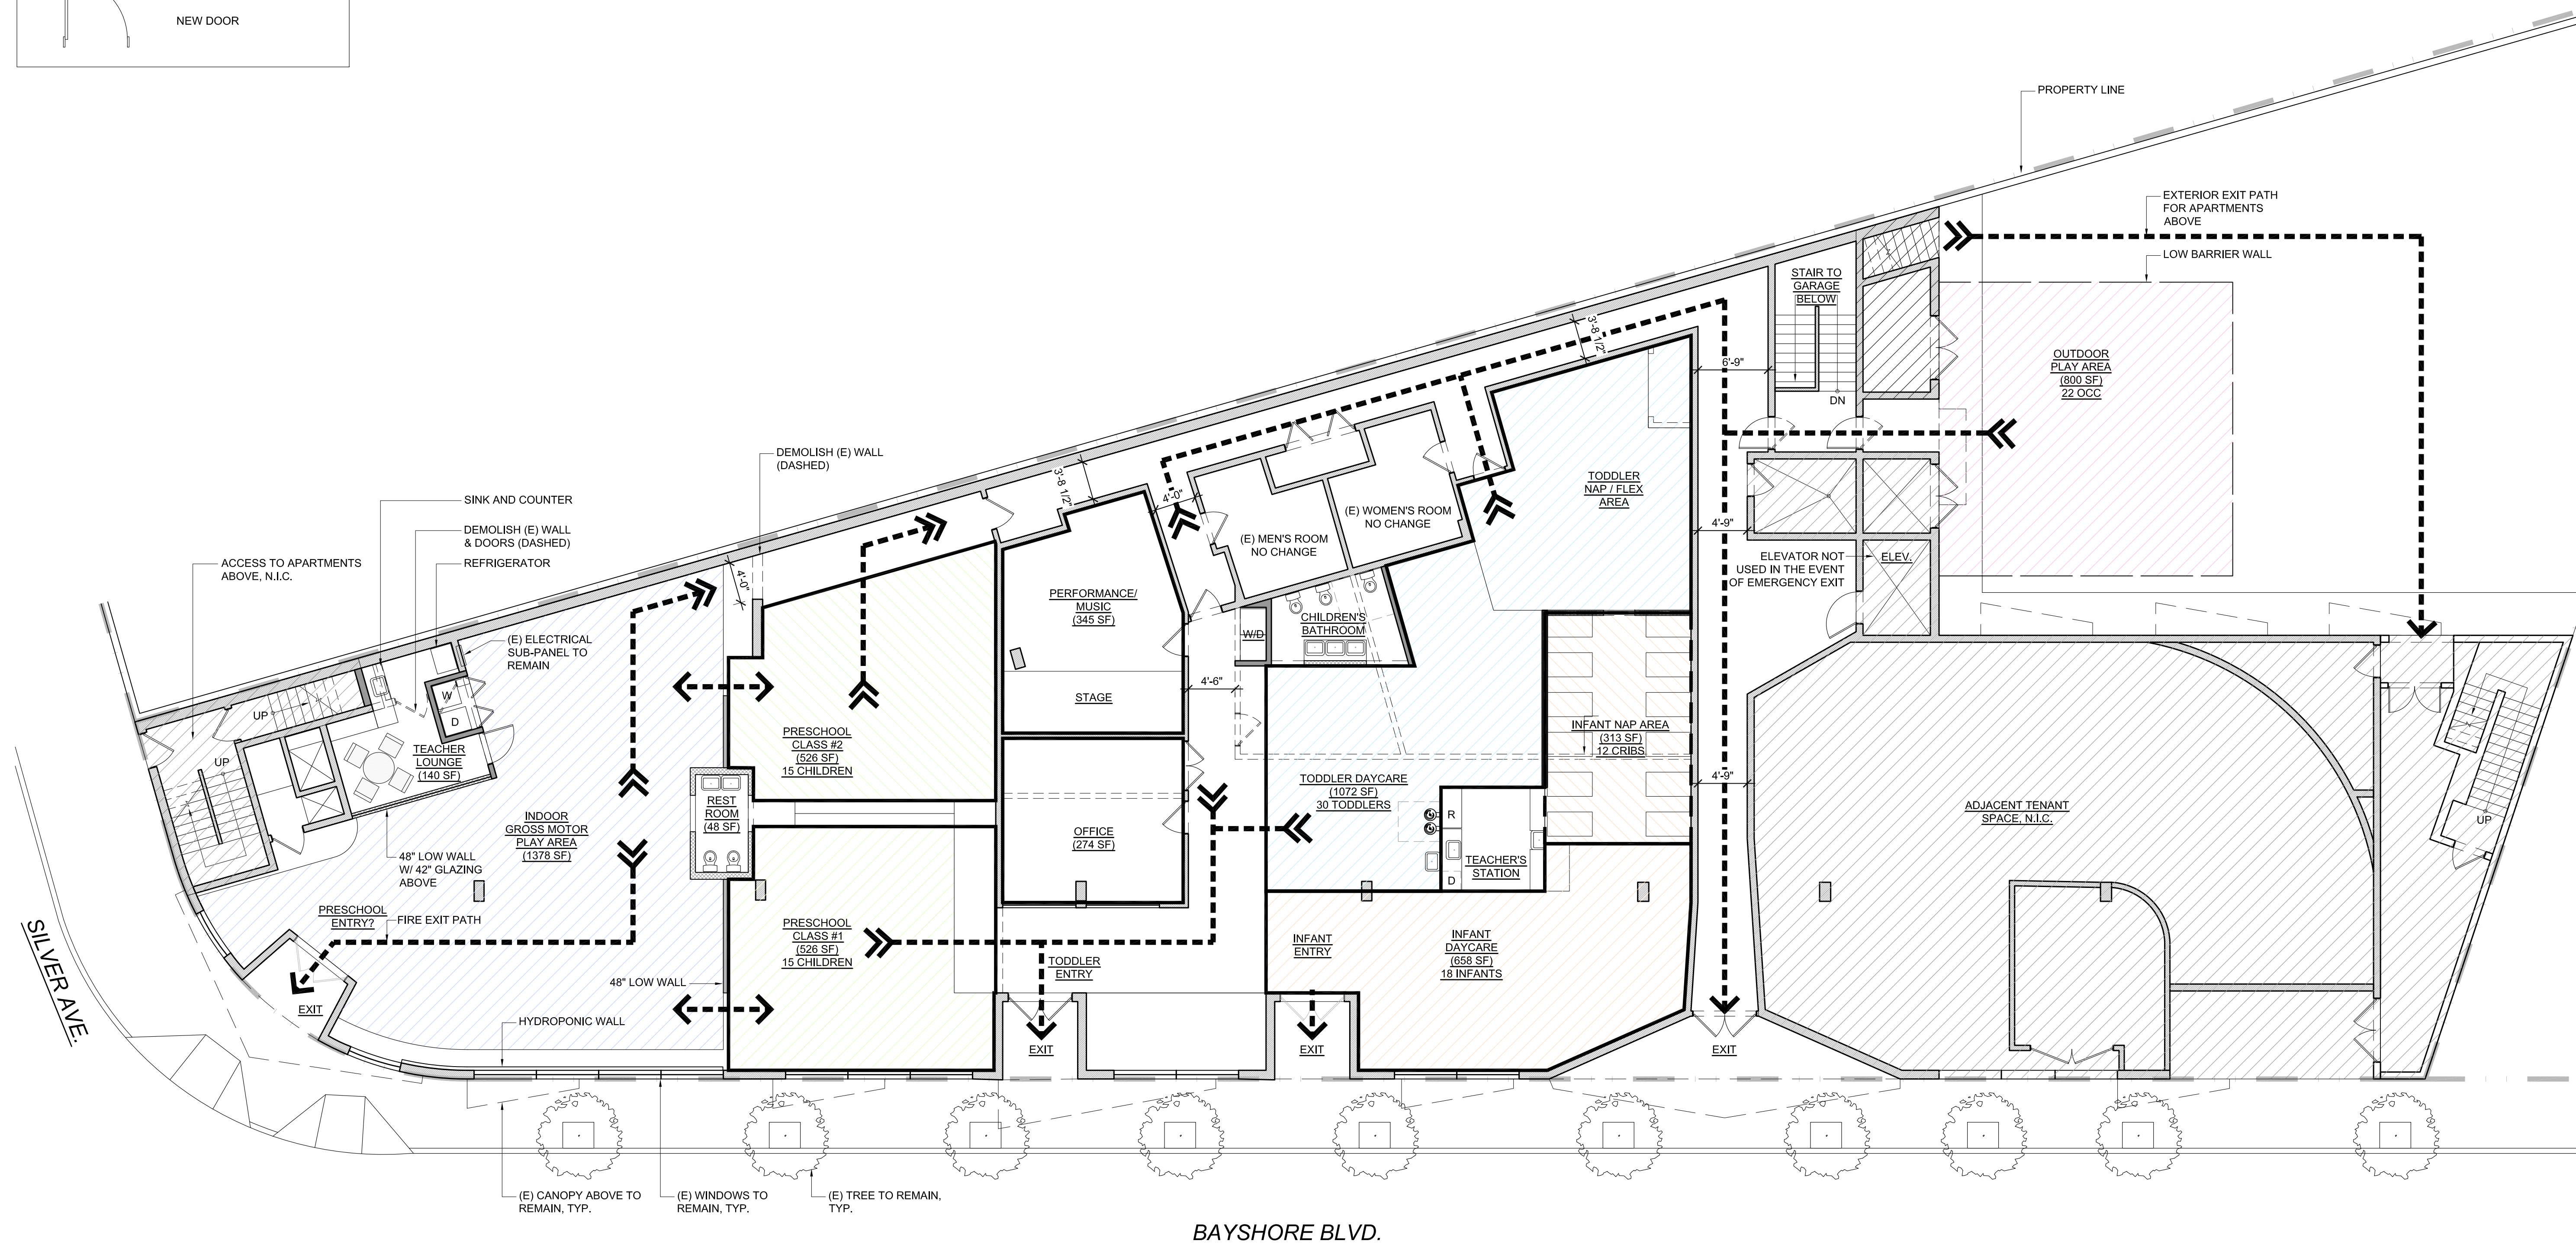 NEW DOOR
PROPERTY LINE
EXTERIOR EXIT PATH
FOR APARTMENTS
ABOVE
LOW BARRIER WALL
STAIR TO
GARAGE
BELOW
DN
3'-8 1/2"
6'-9"
OUTDOOR
PLAY AREA
(800 SF)
22 OCC
DEMOLISH (E) WALL
(DASHED)
3'-8 1/2"
4'-0"
TODDLER
NAP / FLEX
AREA
(E) WOMEN'S ROOM
NO CHANGE
(E) MEN'S ROOM
NO CHANGE
4'-9"
ELEVATOR NOT
USED IN THE EVENT
OF EMERGENCY EXIT
ELEV.
SINK AND COUNTER
DEMOLISH (E) WALL
& DOORS (DASHED)
REFRIGERATOR
ACCESS TO APARTMENTS
ABOVE, N.I.C.
4'-0"
PERFORMANCE/
MUSIC
(345 SF)
STAGE
CHILDREN'S
BATHROOM
W/D
(E) ELECTRICAL
SUB-PANEL TO
REMAIN
UP
W
D
TEACHER
LOUNGE
(140 SF)
UP
4'-6"
PRESCHOOL
CLASS #2
(526 SF)
15 CHILDREN
INFANT NAP AREA
(313 SF)
12 CRIBS
4'-9"
TODDLER DAYCARE
(1072 SF)
30 TODDLERS
REST
ROOM
(48 SF)
INDOOR
GROSS MOTOR
PLAY AREA
(1378 SF)
OFFICE
(274 SF)
R
D
TEACHER'S
STATION
ADJACENT TENANT
SPACE, N.I.C.
UP
48" LOW WALL
W/ 42" GLAZING
ABOVE
PRESCHOOL
ENTRY?
FIRE EXIT PATH
PRESCHOOL
CLASS #1
(526 SF)
15 CHILDREN
INFANT
ENTRY
INFANT
DAYCARE
(658 SF)
18 INFANTS
TODDLER
ENTRY
48" LOW WALL
EXIT
HYDROPONIC WALL
EXIT
EXIT
EXIT
SILVER AVE.
(E) CANOPY ABOVE TO
REMAIN, TYP.
(E) WINDOWS TO
REMAIN, TYP.
(E) TREE TO REMAIN,
TYP.
BAYSHORE BLVD.